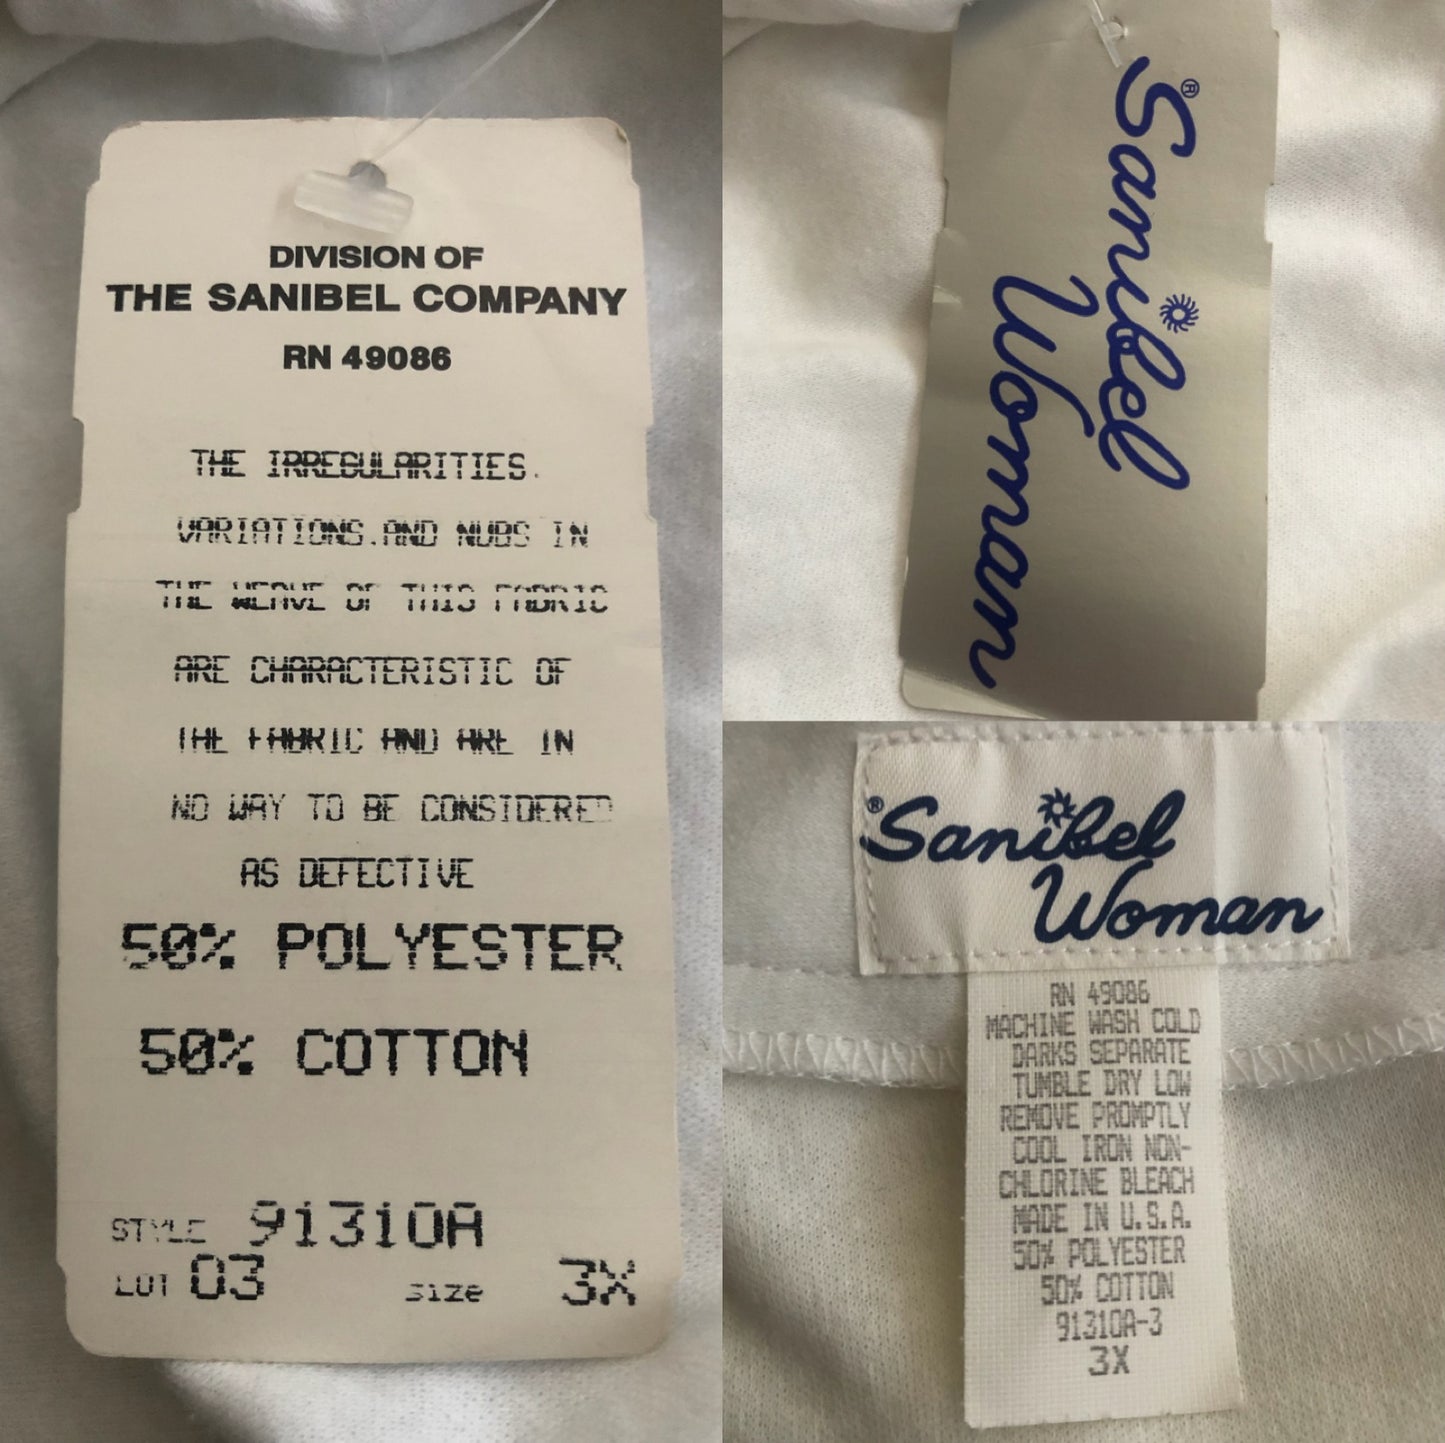 DIVISION OF
THE SANIBEL COMPANY
RN 49086
THE IRREGULARITIES.
VARIATIONS.AND NUBS IN
THE WEAVE OF THIS FABRIC
ARE CHARACTERISTIC OF
THE FABRIC AND ARE IN
NO WAY TO BE CONSIDERED
AS DEFECTIVE
50% POLYESTER
50% COTTON
STYLE 91310A
LOT 03 Size 3X
Sanibel®
Woman
®Sanibel
Woman
RN 49086
MACHINE WASH COLD
DARKS SEPARATE
TUMBLE DRY LOW
REMOVE PROMPTLY
COOL IRON NON-
CHLORINE BLEACH
MADE IN U.S.A.
50% POLYESTER
50% COTTON
91310A-3
3X